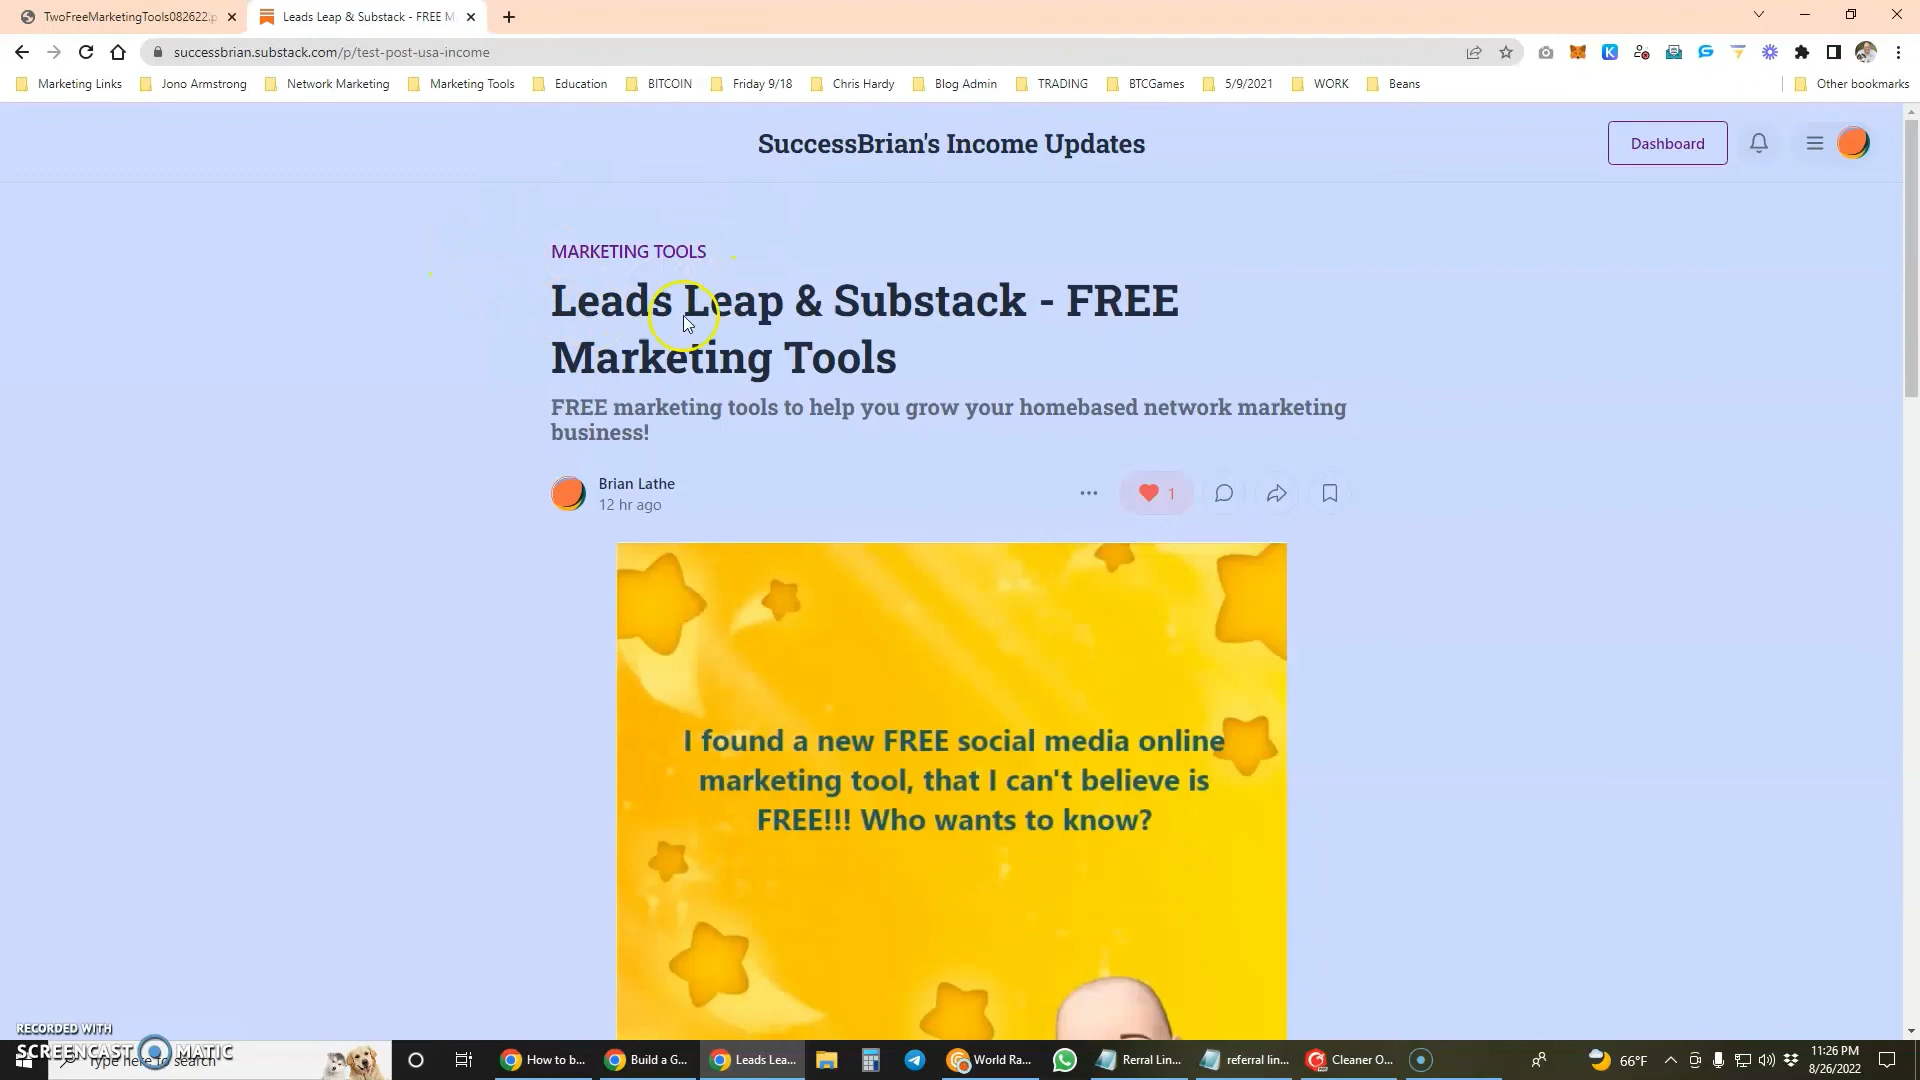 TwoFreeMarketingTools082622.p
Leads Leap & Substack - FREE M
successbrian.substack.com/p/test-post-usa-income
Marketing Links
Jono Armstrong
Network Marketing
Marketing Tools
Education
BITCOIN
Friday 9/18
Chris Hardy
Blog Admin
TRADING
BTCGames
5/9/2021
WORK
Beans
Other bookmarks
SuccessBrian's Income Updates
Dashboard
MARKETING TOOLS
Leads Leap & Substack - FREE
Marketing Tools
FREE marketing tools to help you grow your homebased network marketing
business!
Brian Lathe
12 hr ago
1
I found a new FREE social media online
marketing tool, that I can't believe is
FREE!!! Who wants to know?
RECORDED WITH
SCREENCAST MATIC
Type here to search
How to b...
Build a G...
Leads Lea...
World Ra...
Rerral Lin...
referral lin...
Cleaner O...
66°F
11:26 PM
8/26/2022